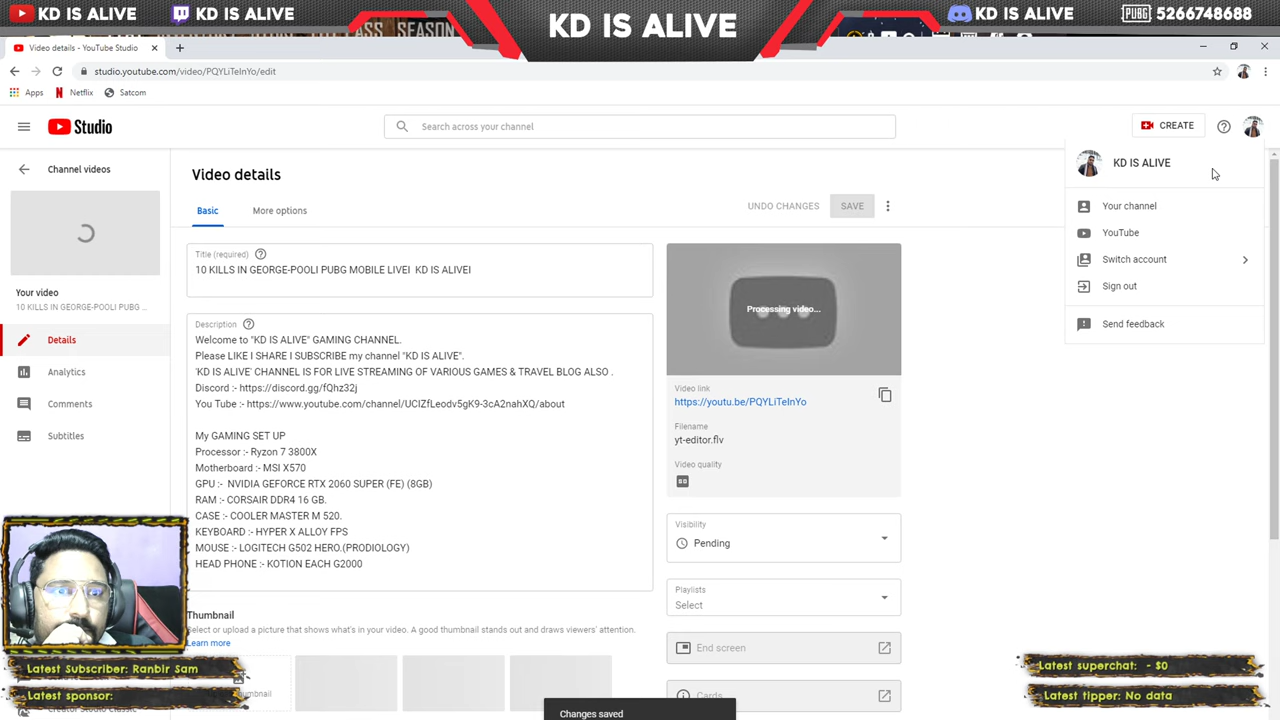 KD IS ALIVE
KD IS ALIVE
KD IS ALIVE
KD IS ALIVE
PUBG 5266748688
SEASON
Video details - YouTube Studio
studio.youtube.com/video/PQYLiTeInYo/edit
Apps
Netflix
Satcom
Studio
Search across your channel
CREATE
Channel videos
Video details
KD IS ALIVE
Basic
More options
UNDO CHANGES
SAVE
Your channel
YouTube
Switch account
Sign out
Send feedback
Your video
10 KILLS IN GEORGE-POOLI PUBG ...
Details
Analytics
Comments
Subtitles
Title (required)
10 KILLS IN GEORGE-POOLI PUBG MOBILE LIVEI KD IS ALIVEI
Description
Welcome to "KD IS ALIVE" GAMING CHANNEL.
Please LIKE I SHARE I SUBSCRIBE my channel "KD IS ALIVE".
'KD IS ALIVE' CHANNEL IS FOR LIVE STREAMING OF VARIOUS GAMES & TRAVEL BLOG ALSO .
Discord :- https://discord.gg/fQhz32j
You Tube :- https://www.youtube.com/channel/UCIZfLeodv5gK9-3cA2nahXQ/about
My GAMING SET UP
Processor :- Ryzon 7 3800X
Motherboard :- MSI X570
GPU :- NVIDIA GEFORCE RTX 2060 SUPER (FE) (8GB)
RAM :- CORSAIR DDR4 16 GB.
CASE :- COOLER MASTER M 520.
KEYBOARD :- HYPER X ALLOY FPS
MOUSE :- LOGITECH G502 HERO.(PRODIOLOGY)
HEAD PHONE :- KOTION EACH G2000
Processing video...
Video link
https://youtu.be/PQYLiTeInYo
Filename
yt-editor.flv
Video quality
Visibility
Pending
Playlists
Select
End screen
Cards
Thumbnail
Select or upload a picture that shows what's in your video. A good thumbnail stands out and draws viewers' attention.
Learn more
Changes saved
Latest Subscriber: Ranbir Sam
Latest sponsor:
Creator Studio Classic
Latest superchat: - $0
Latest tipper: No data